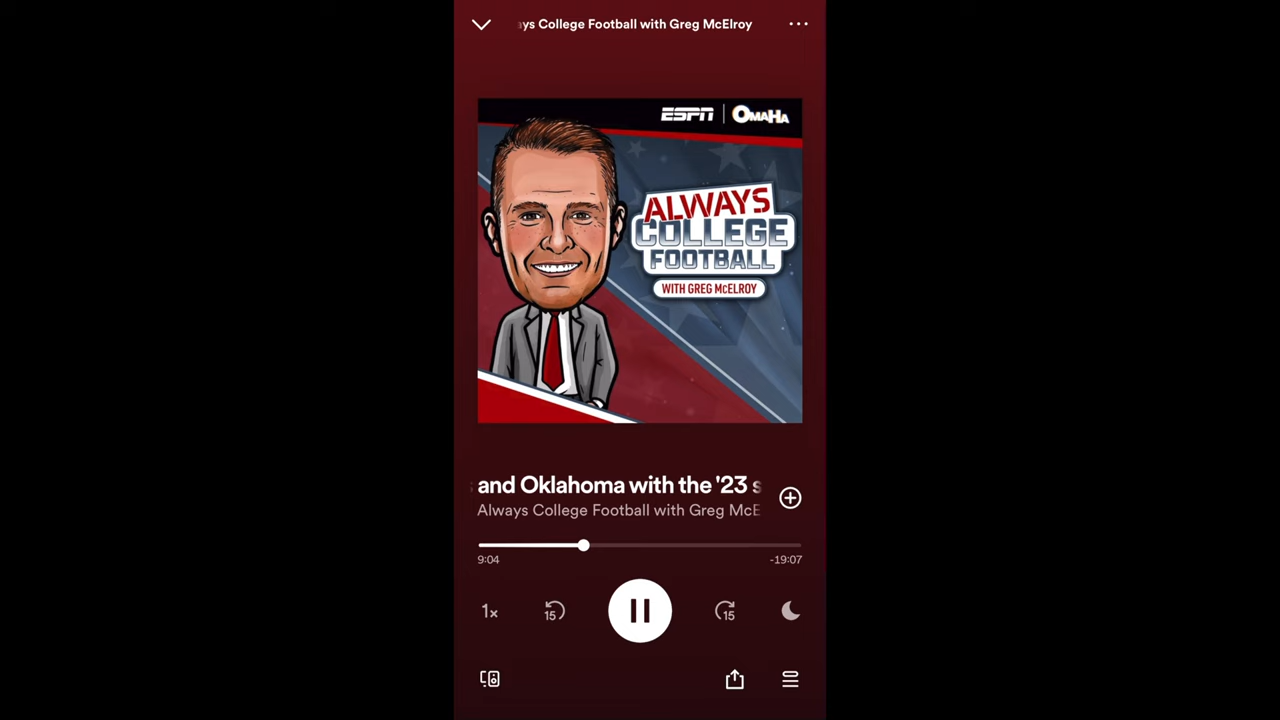 ys College Football with Greg McElroy
ESPN OMAHA
ALWAYS
COLLEGE
FOOTBALL
WITH GREG McELROY
and Oklahoma with the '23 s
Always College Football with Greg McE
9:04 -19:07
1x 15 15